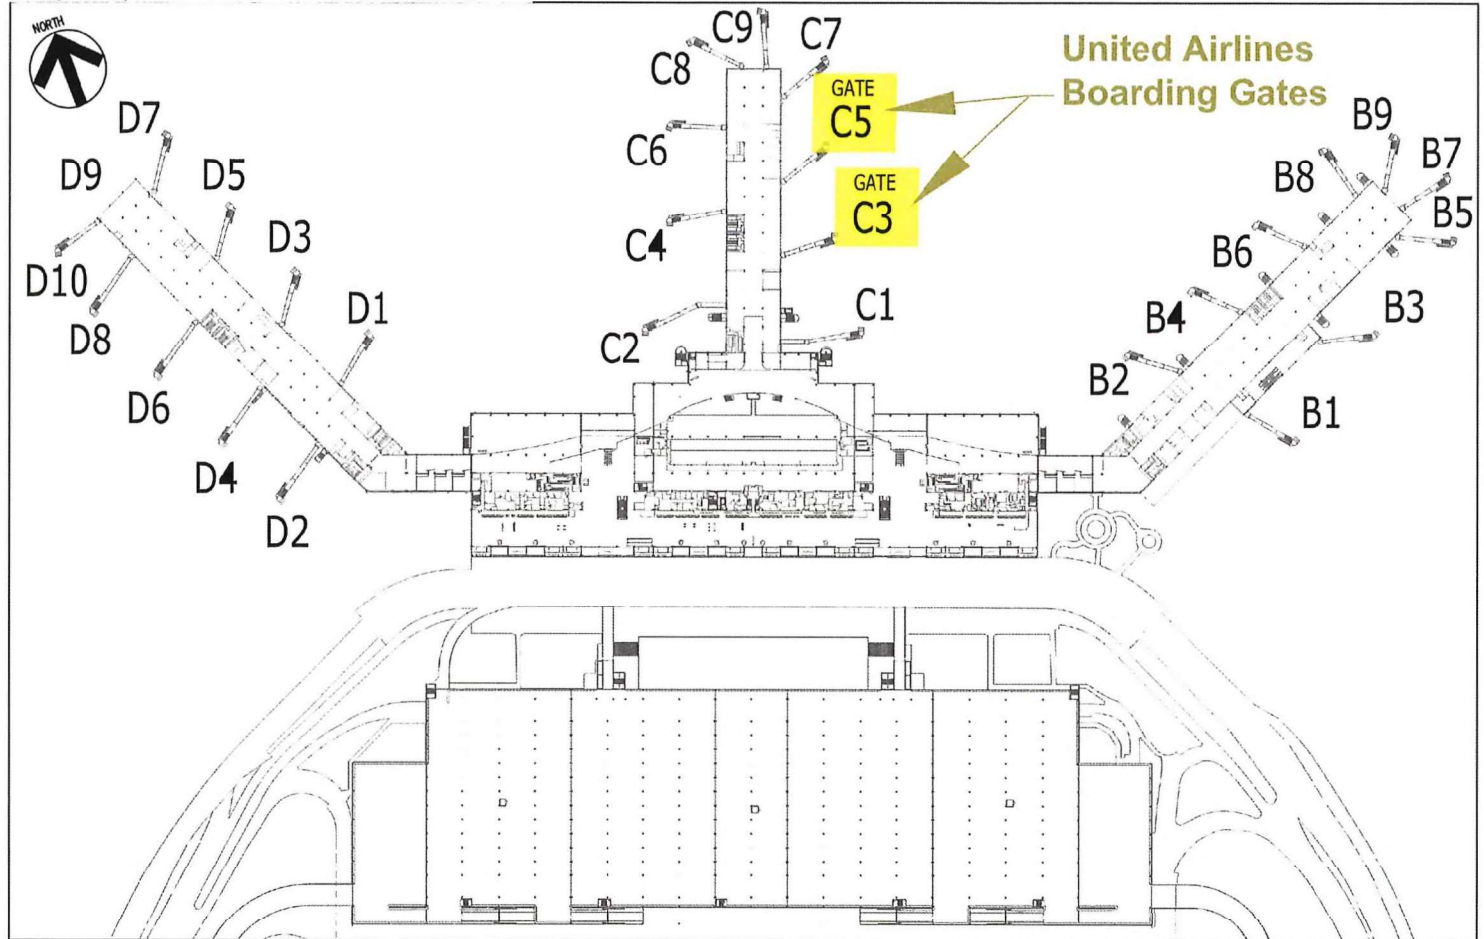 NORTH
C9
C7
C8
United Airlines
Boarding Gates
GATE
C5
C6
GATE
C3
C4
C1
C2
D7
D9
D5
D3
D10
D1
D8
D6
D4
D2
B9
B7
B8
B5
B6
B3
B4
B2
B1